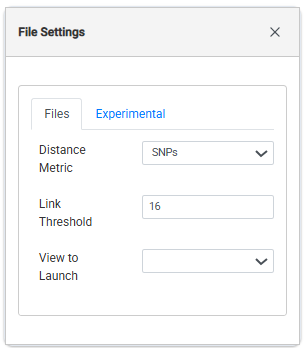 File Settings
Files Experimental
Distance
Metric
SNPs
Link
Threshold
16
View to
Launch